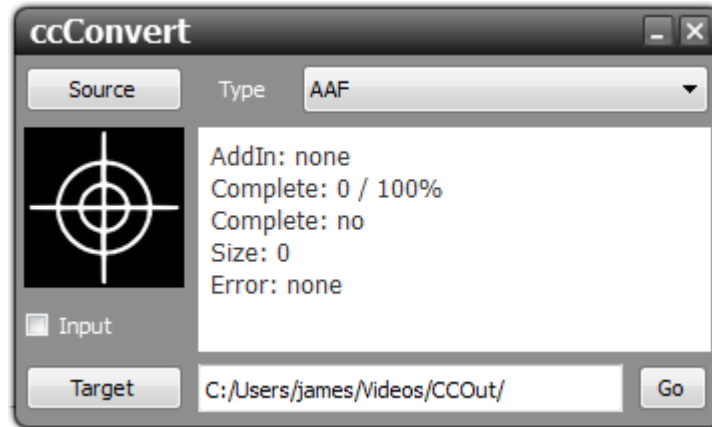 ccConvert
Source Type AAF
AddIn: none
Complete: 0 / 100%
Complete: no
Size: 0
Error: none
Input
Target C:/Users/james/Videos/CCOut/ Go